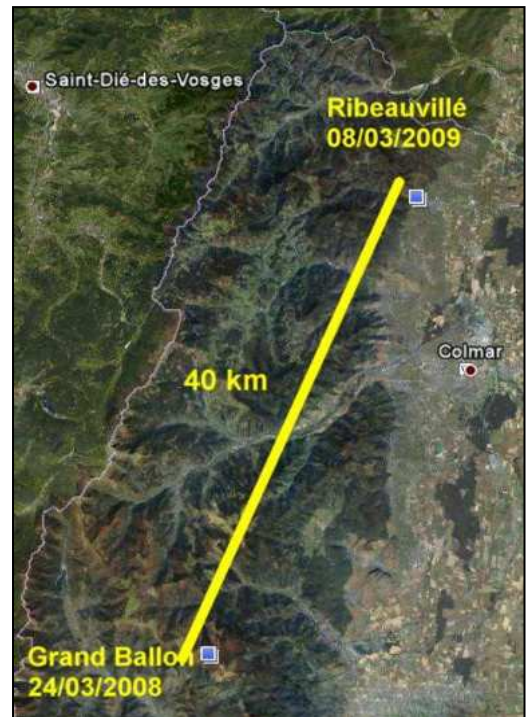 Saint-Dié-des-Vosges
Ribeauvillé
08/03/2009
Colmar
40 km
Grand Ballon
24/03/2008